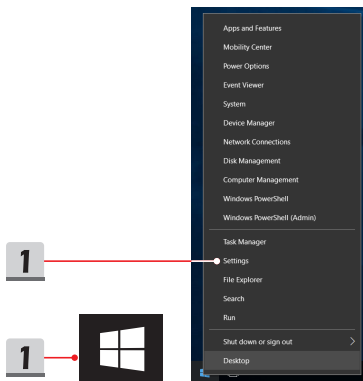 Apps and Features
Mobility Center
Power Options
Event Viewer
System
Device Manager
Network Connections
Disk Management
Computer Management
Windows PowerShell
Windows PowerShell (Admin)
Task Manager
1
Settings
File Explorer
Search
Run
Shut down or sign out
1
Desktop